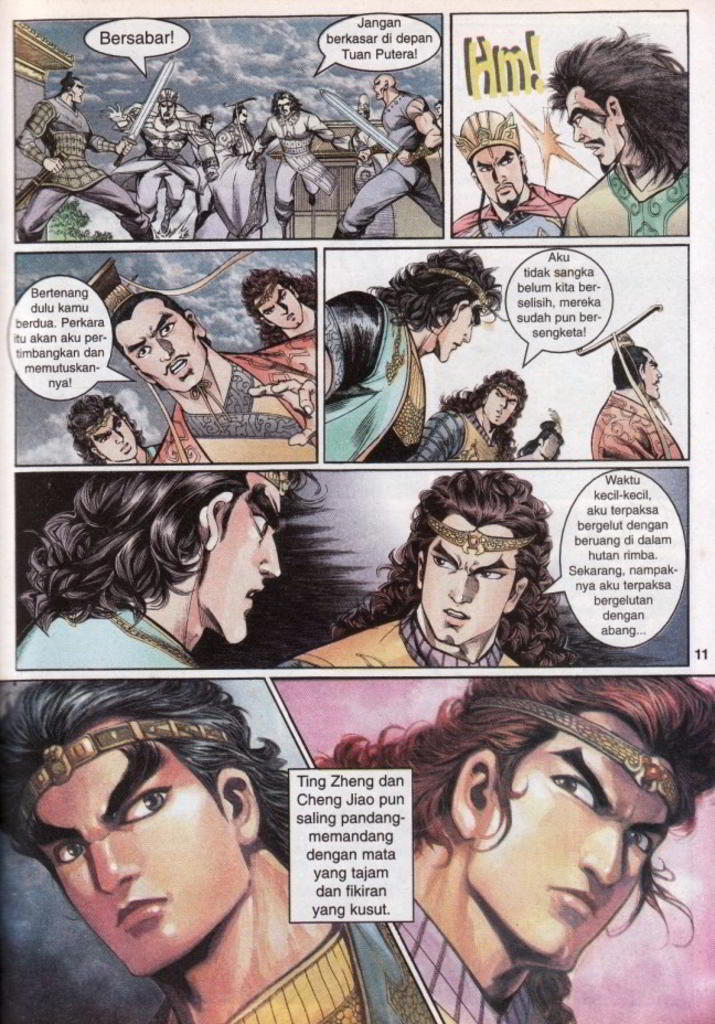 Bersabar!
Jangan
berkasar di depan
Tuan Putera!
Hm!
Bertenang
dulu kamu
berdua. Perkara
itu akan aku per-
timbangkan dan
memutuskan-
nya!
Aku
tidak sangka
belum kita ber-
selisih, mereka
sudah pun ber-
sengketa!
Waktu
kecil-kecil,
aku terpaksa
bergelut dengan
beruang di dalam
hutan rimba.
Sekarang, nampak-
nya aku terpaksa
bergelutan
dengan
abang...
11
Ting Zheng dan
Cheng Jiao pun
saling pandang-
memandang
dengan mata
yang tajam
dan fikiran
yang kusut.